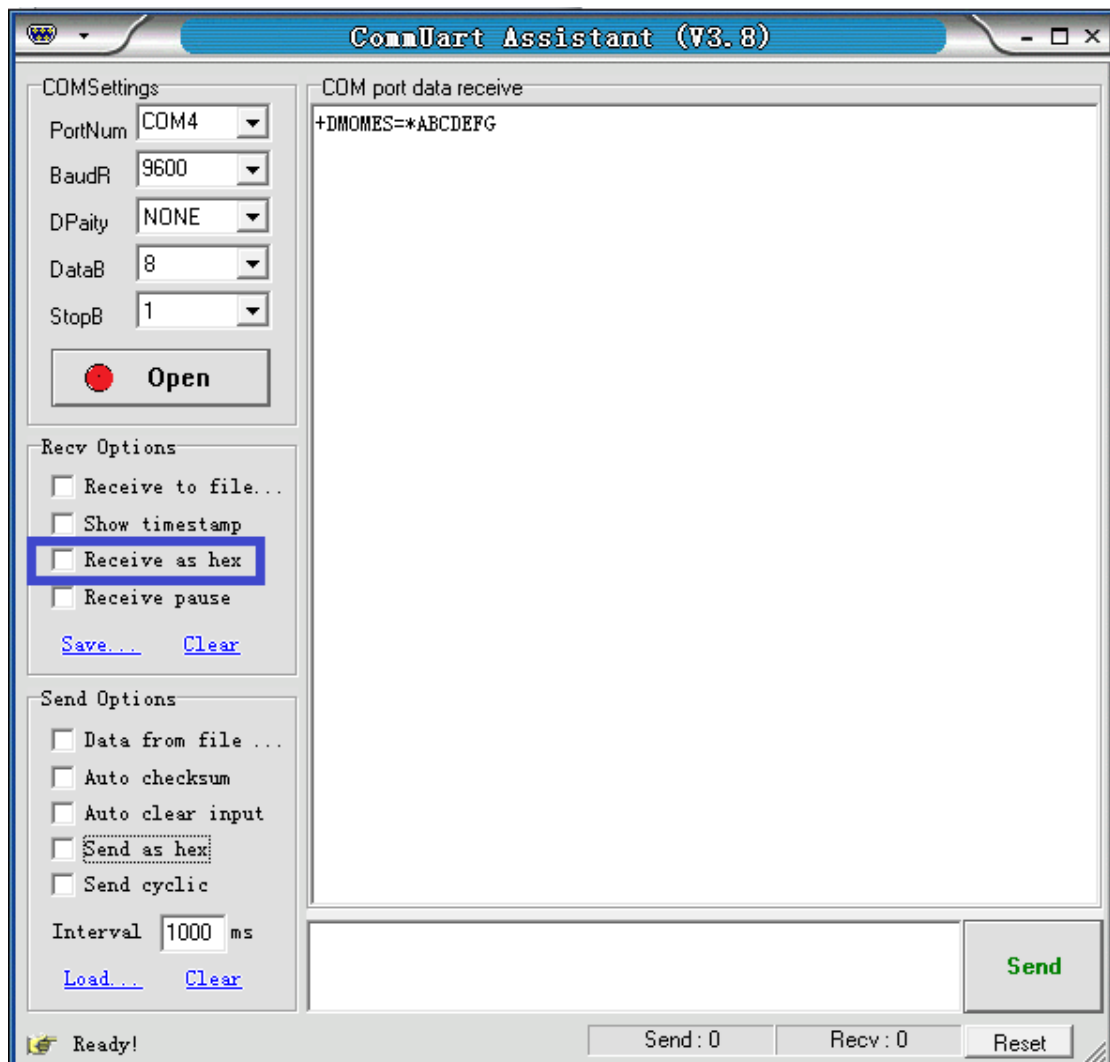 CommUart Assistant (V3.8)
COMSettings
PortNum COM4
BaudR 9600
DPaity NONE
DataB 8
StopB 1
Open
Recv Options
Receive to file...
Show timestamp
Receive as hex
Receive pause
Save... Clear
Send Options
Data from file ...
Auto checksum
Auto clear input
Send as hex
Send cyclic
Interval 1000 ms
Load... Clear
COM port data receive
+DMOMES=*ABCDEFG
Send
Ready!
Send : 0
Recv : 0
Reset